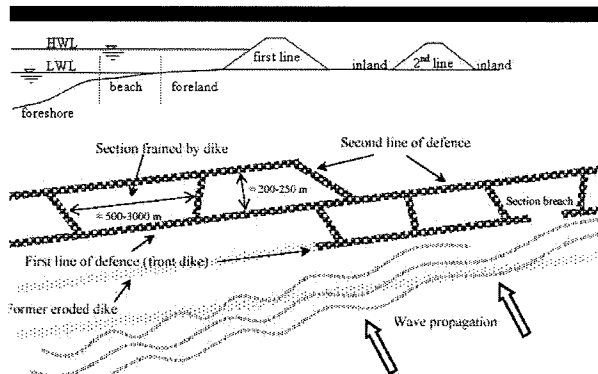 HWL
LWL
first line
2nd line
inland
inland
beach
foreland
foreshore
Section frained by dike
Second line of defence
≈ 200-250 m
≈ 500-3000 m
Section breach
First line of defence (front dike)
Former eroded dike
Wave propagation